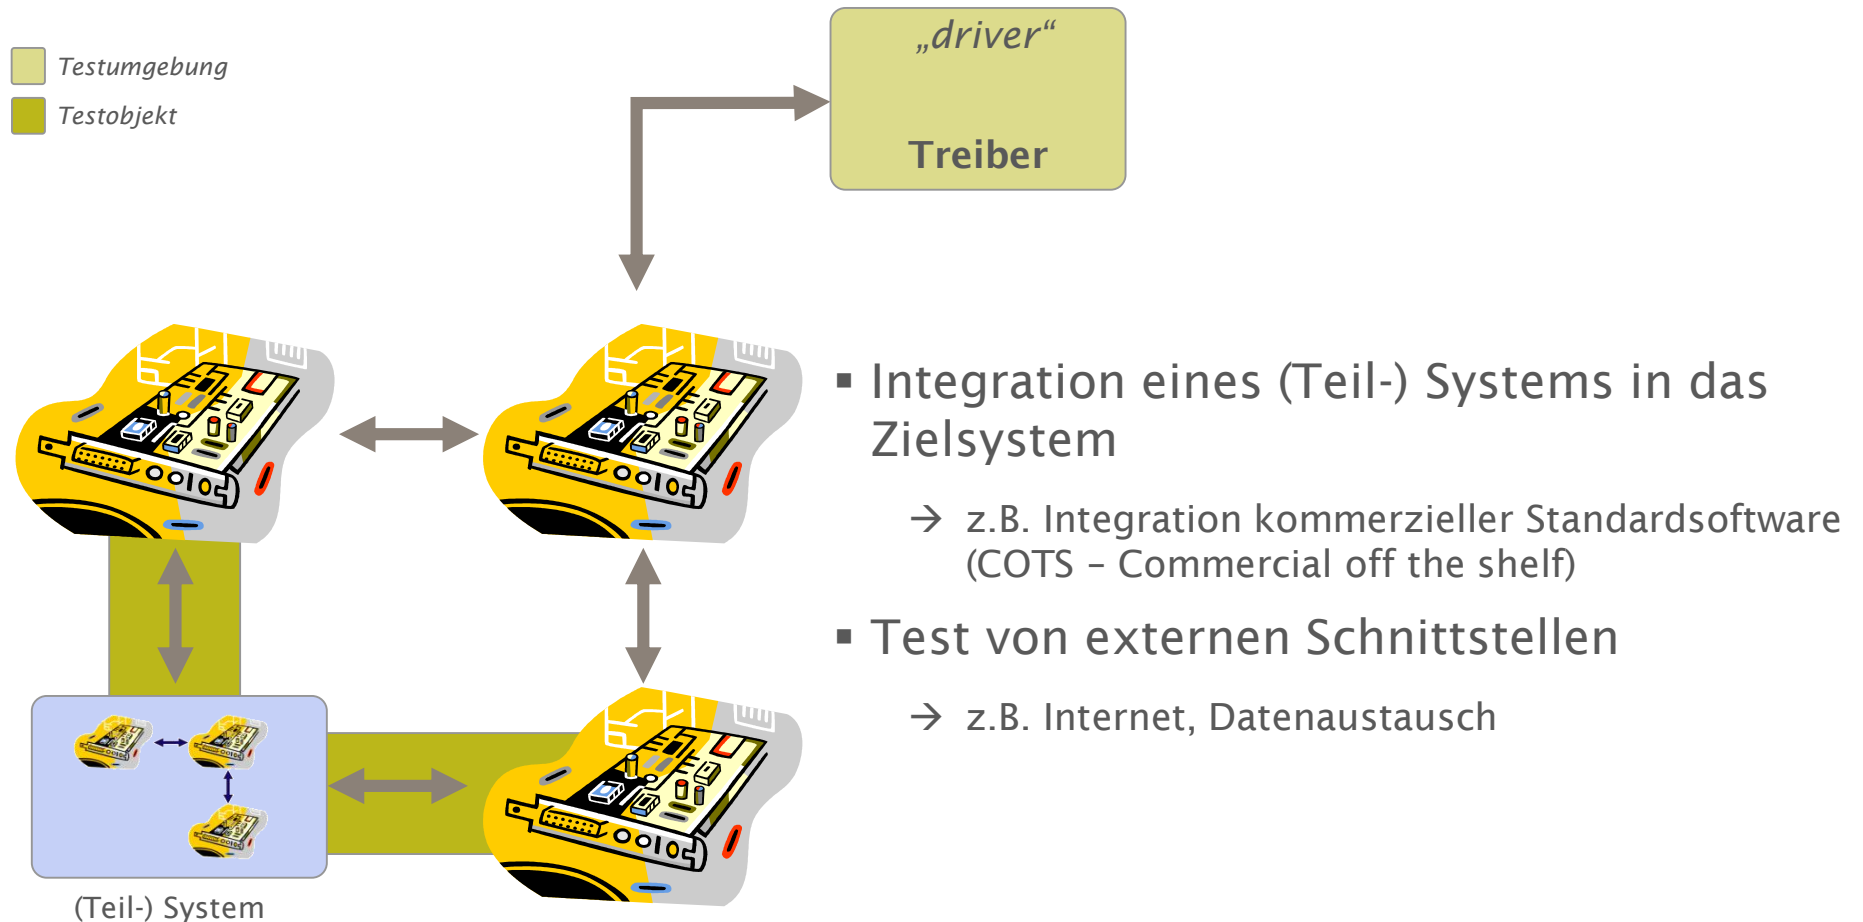 „driver“
Testumgebung
Testobjekt
Treiber
▪ Integration eines (Teil-) Systems in das
Zielsystem
→ z.B. Integration kommerzieller Standardsoftware
(COTS – Commercial off the shelf)
▪ Test von externen Schnittstellen
→ z.B. Internet, Datenaustausch
(Teil-) System